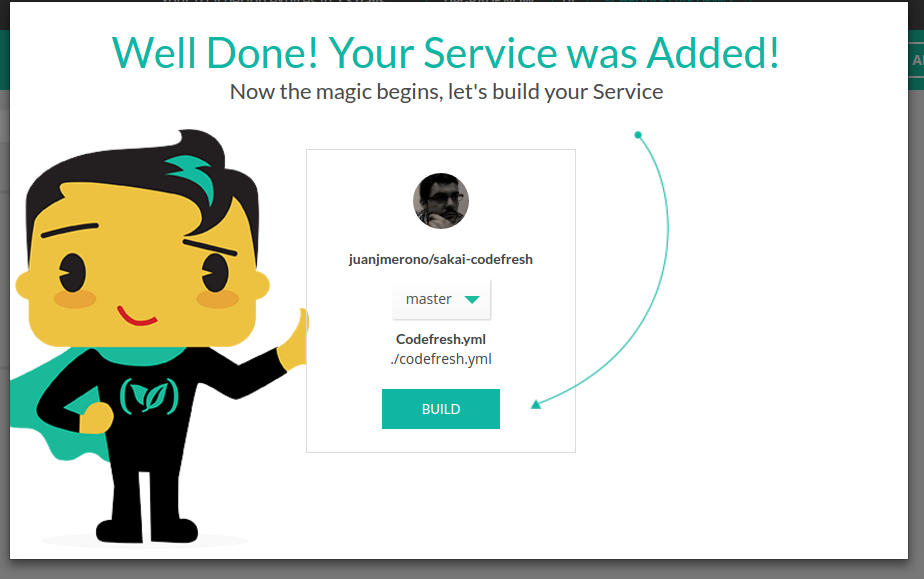 Well Done! Your Service was Added!
Now the magic begins, let's build your Service
juanjmerono/sakai-codefresh
master
Codefresh.yml
./codefresh.yml
BUILD